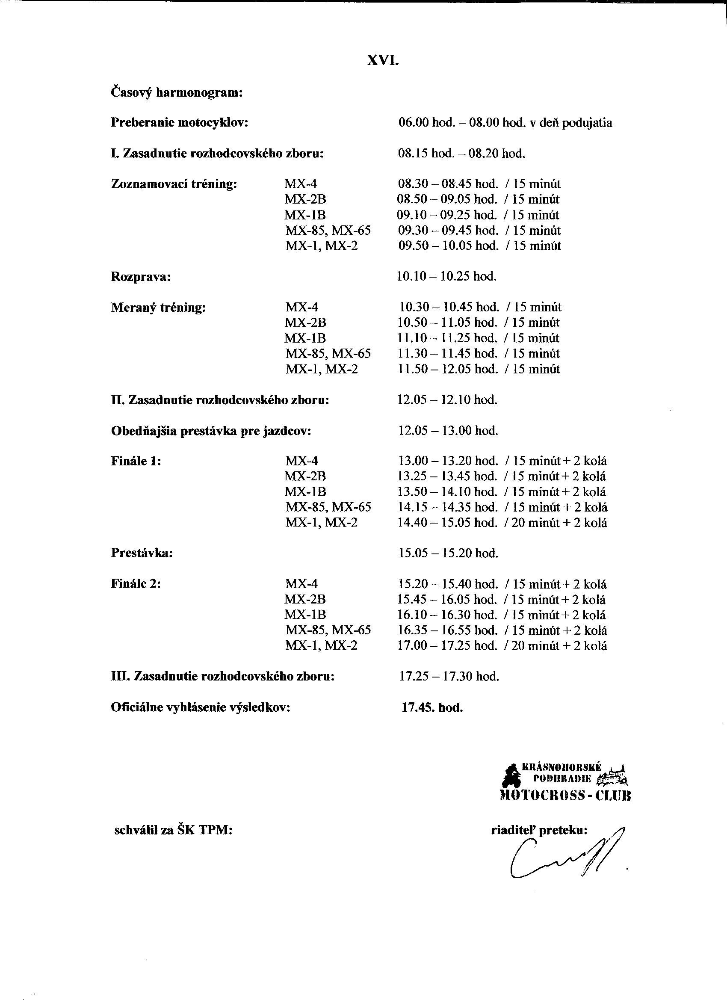 XVI.
Časový harmonogram:
Preberanie motocyklov: 06.00 hod. – 08.00 hod. v deň podujatia
I. Zasadnutie rozhodcovského zboru: 08.15 hod. – 08.20 hod.
Zoznamovací tréning: MX-4 08.30 – 08.45 hod. / 15 minút
MX-2B 08.50 – 09.05 hod. / 15 minút
MX-1B 09.10 – 09.25 hod. / 15 minút
MX-85, MX-65 09.30 – 09.45 hod. / 15 minút
MX-1, MX-2 09.50 – 10.05 hod. / 15 minút
Rozprava: 10.10 – 10.25 hod.
Meraný tréning: MX-4 10.30 – 10.45 hod. / 15 minút
MX-2B 10.50 – 11.05 hod. / 15 minút
MX-1B 11.10 – 11.25 hod. / 15 minút
MX-85, MX-65 11.30 – 11.45 hod. / 15 minút
MX-1, MX-2 11.50 – 12.05 hod. / 15 minút
II. Zasadnutie rozhodcovského zboru: 12.05 – 12.10 hod.
Obedňajšia prestávka pre jazdcov: 12.05 – 13.00 hod.
Finále 1: MX-4 13.00 – 13.20 hod. / 15 minút+ 2 kolá
MX-2B 13.25 – 13.45 hod. / 15 minút+ 2 kolá
MX-1B 13.50 – 14.10 hod. / 15 minút+ 2 kolá
MX-85, MX-65 14.15 – 14.35 hod. / 15 minút + 2 kolá
MX-1, MX-2 14.40 – 15.05 hod. / 20 minút + 2 kolá
Prestávka: 15.05 – 15.20 hod.
Finále 2: MX-4 15.20 – 15.40 hod. / 15 minút+ 2 kolá
MX-2B 15.45 – 16.05 hod. / 15 minút+ 2 kolá
MX-1B 16.10 – 16.30 hod. / 15 minút+ 2 kolá
MX-85, MX-65 16.35 – 16.55 hod. / 15 minút + 2 kolá
MX-1, MX-2 17.00 – 17.25 hod. / 20 minút + 2 kolá
III. Zasadnutie rozhodcovského zboru: 17.25 – 17.30 hod.
Oficiálne vyhlásenie výsledkov: 17.45. hod.
KRÁSNOHORSKÉ
PODHRADIE
MOTOCROSS - CLUB
schválil za ŠK TPM: riaditeľ preteku: